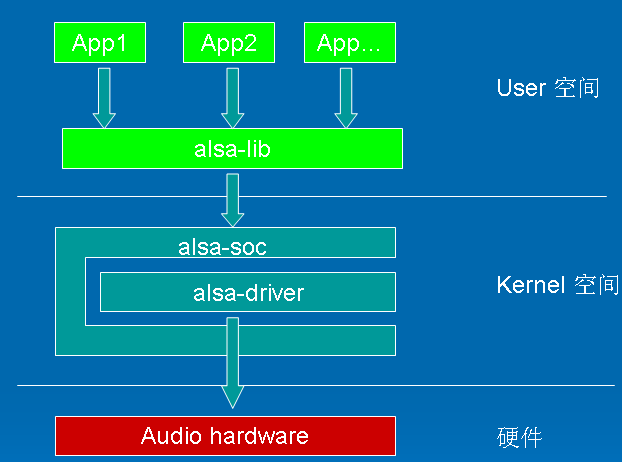 App1
App2
App...
User 空间
alsa-lib
alsa-soc
alsa-driver
Kernel 空间
Audio hardware
硬件